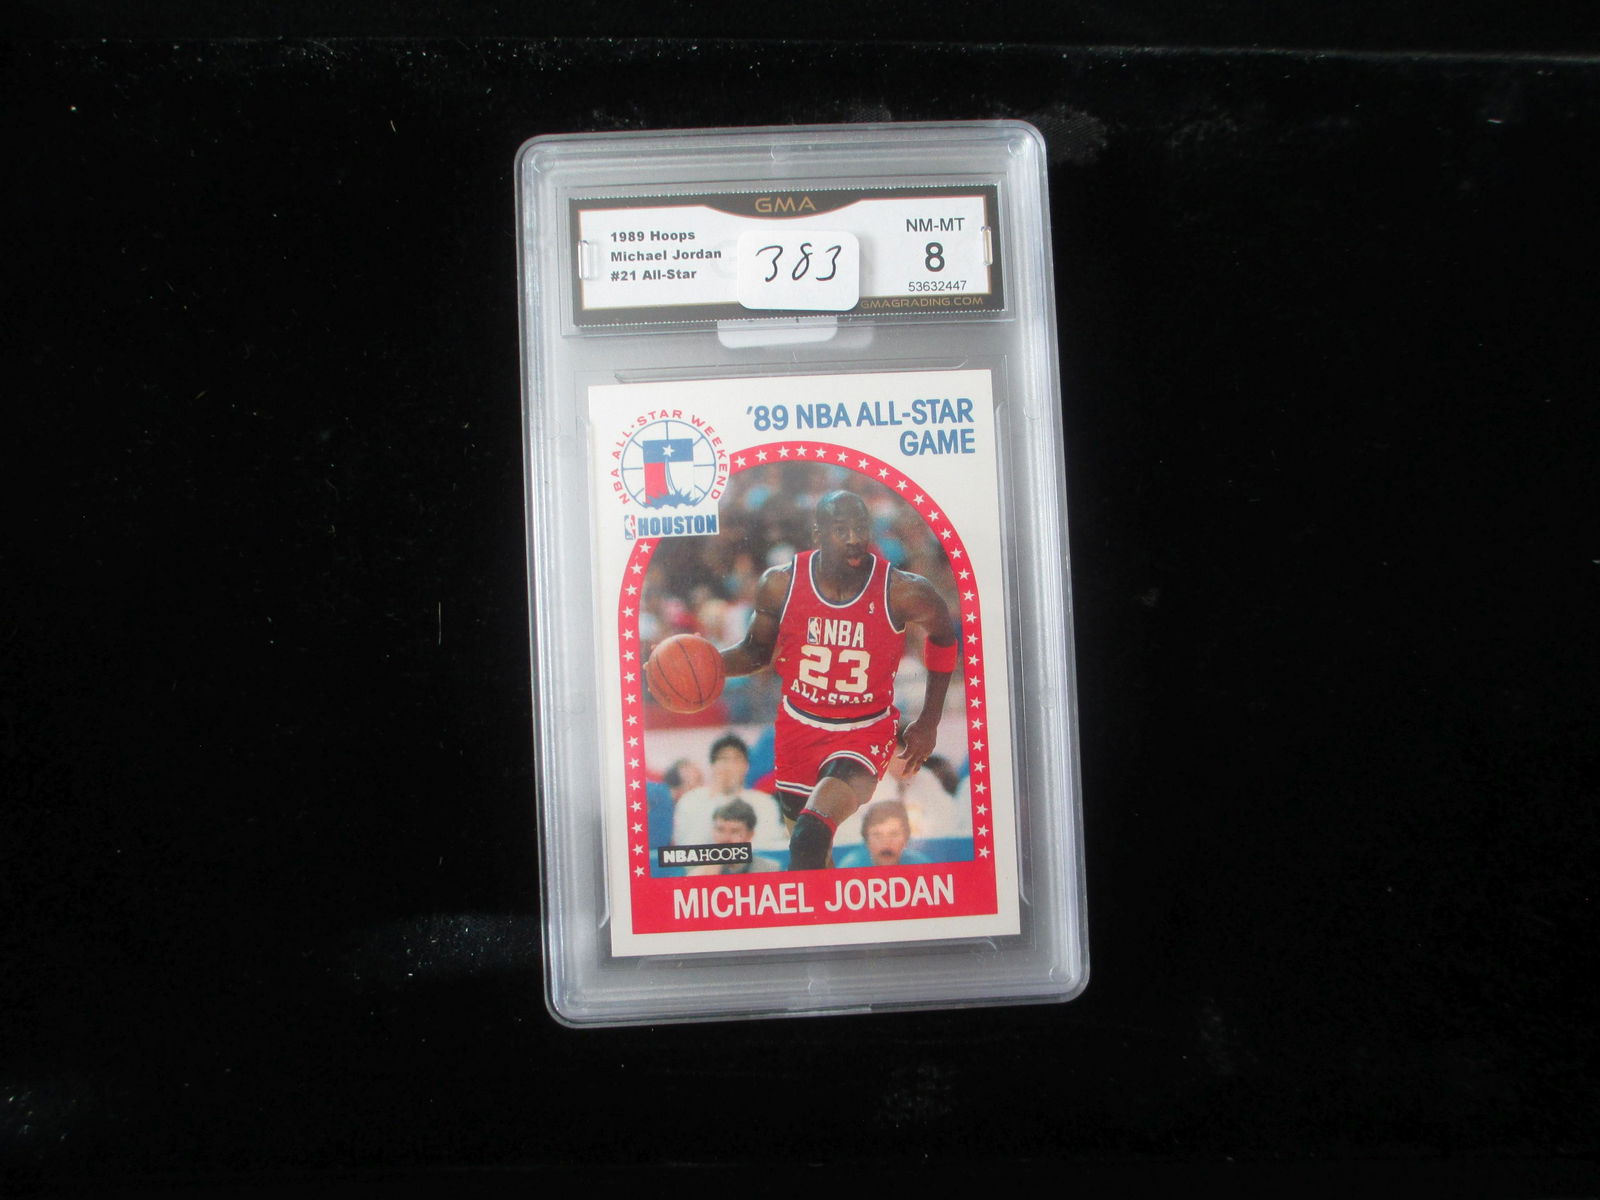 GMA
1989 Hoops
Michael Jordan
#21 All-Star
383
NM-MT
8
53632447
GMAGRADING.COM
NBA ALL·STAR WEEKEND
HOUSTON
'89 NBA ALL-STAR
GAME
NBA
23
ALL-STAR
NBA HOOPS
MICHAEL JORDAN